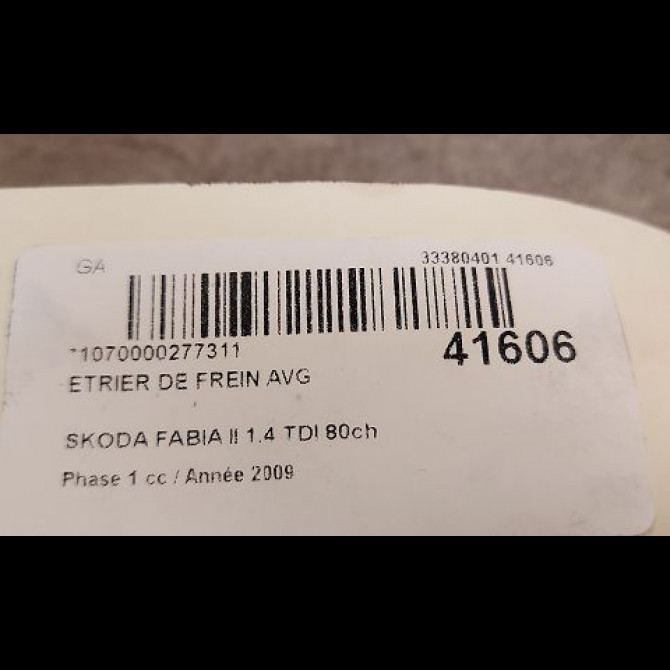 GA
33380401 41606
*1070000277311
41606
ETRIER DE FREIN AVG
SKODA FABIA II 1.4 TDI 80ch
Phase 1 cc / Année 2009